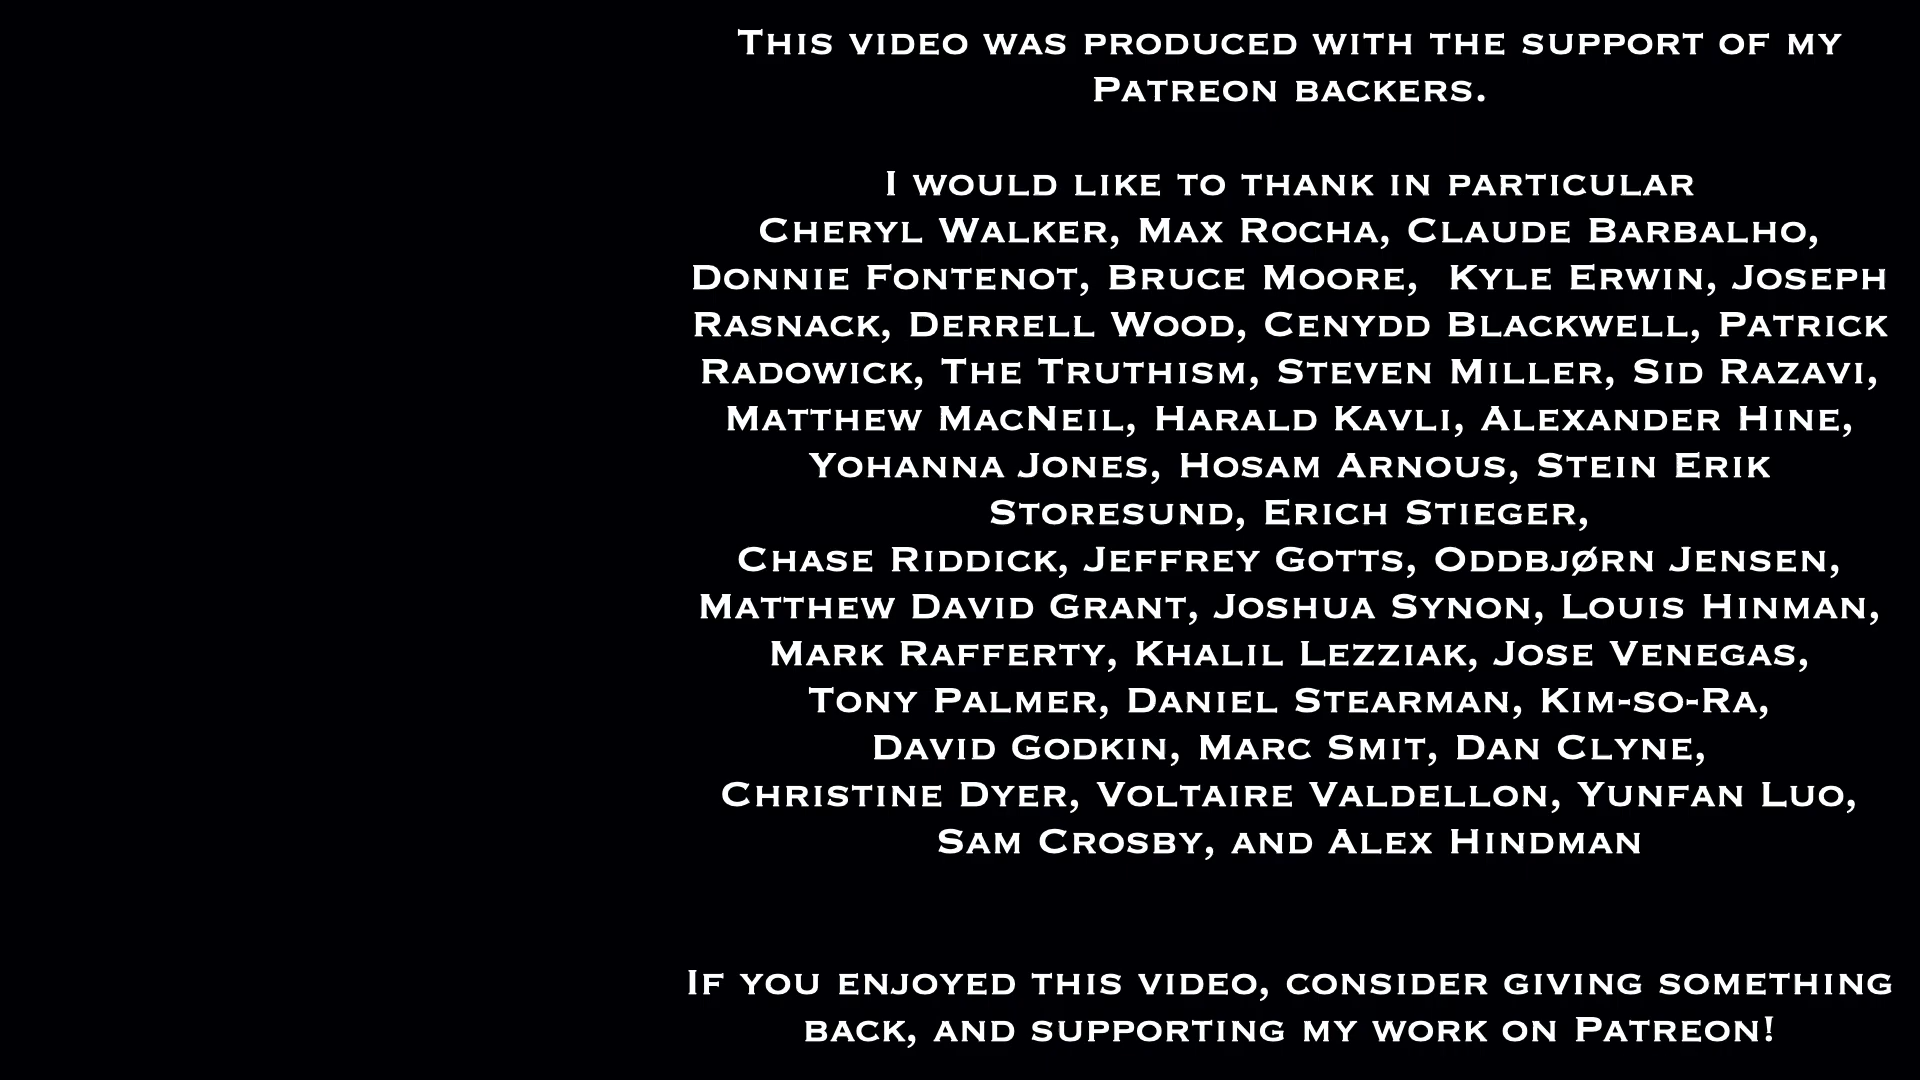 This video was produced with the support of my
Patreon backers.
I would like to thank in particular
Cheryl Walker, Max Rocha, Claude Barbalho,
Donnie Fontenot, Bruce Moore,  Kyle Erwin, Joseph
Rasnack, Derrell Wood, Cenydd Blackwell, Patrick
Radowick, The Truthism, Steven Miller, Sid Razavi,
Matthew MacNeil, Harald Kavli, Alexander Hine,
Yohanna Jones, Hosam Arnous, Stein Erik
Storesund, Erich Stieger,
Chase Riddick, Jeffrey Gotts, Oddbjørn Jensen,
Matthew David Grant, Joshua Synon, Louis Hinman,
Mark Rafferty, Khalil Lezziak, Jose Venegas,
Tony Palmer, Daniel Stearman, Kim-so-Ra,
David Godkin, Marc Smit, Dan Clyne,
Christine Dyer, Voltaire Valdellon, Yunfan Luo,
Sam Crosby, and Alex Hindman
If you enjoyed this video, consider giving something
back, and supporting my work on Patreon!